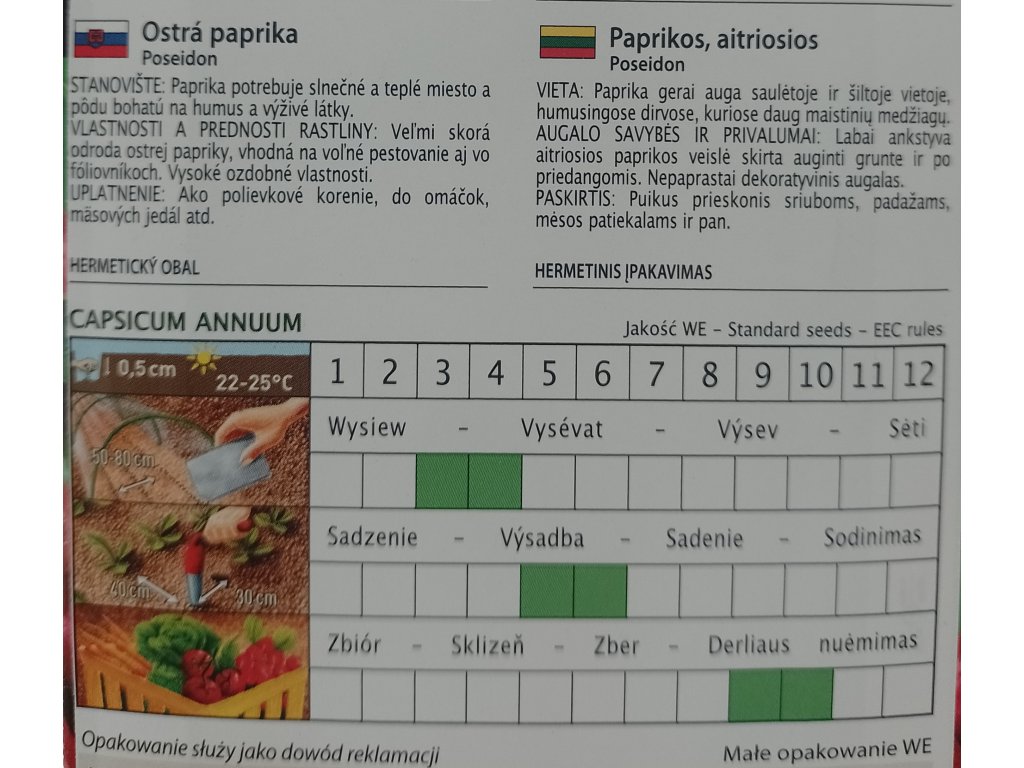 Ostrá paprika
Poseidon
STANOVIŠTE: Paprika potrebuje slnečné a teplé miesto a
pôdu bohatú na humus a výživé látky.
VLASTNOSTI A PREDNOSTI RASTLINY: Veľmi skorá
odroda ostrej papriky, vhodná na voľné pestovanie aj vo
fóliovníkoch. Vysoké ozdobné vlastnosti.
UPLATNENIE: Ako polievkové korenie, do omáčok,
mäsových jedál atd.
HERMETICKÝ OBAL
Paprikos, aitriosios
Poseidon
VIETA: Paprika gerai auga saulėtoje ir šiltoje vietoje,
humusingose dirvose, kuriose daug maistinių medžiagų.
AUGALO SAVYBĖS IR PRIVALUMAI: Labai ankstyva
aitriosios paprikos veislė skirta auginti grunte ir po
priedangomis. Nepaprastai dekoratyvinis augalas.
PASKIRTIS: Puikus prieskonis sriuboms, padažams,
mėsos patiekalams ir pan.
HERMETINIS ĮPAKAVIMAS
CAPSICUM ANNUUM
Jakość WE – Standard seeds – EEC rules
0,5cm
22-25°C
1 2 3 4 5 6 7 8 9 10 11 12
Wysiew – Vysévat – Výsev – Sėti
50-80cm
Sadzenie – Výsadba – Sadenie – Sodinimas
40cm 30cm
Zbiór – Sklizeň – Zber – Derliaus nuėmimas
Opakowanie służy jako dowód reklamacji
Małe opakowanie WE